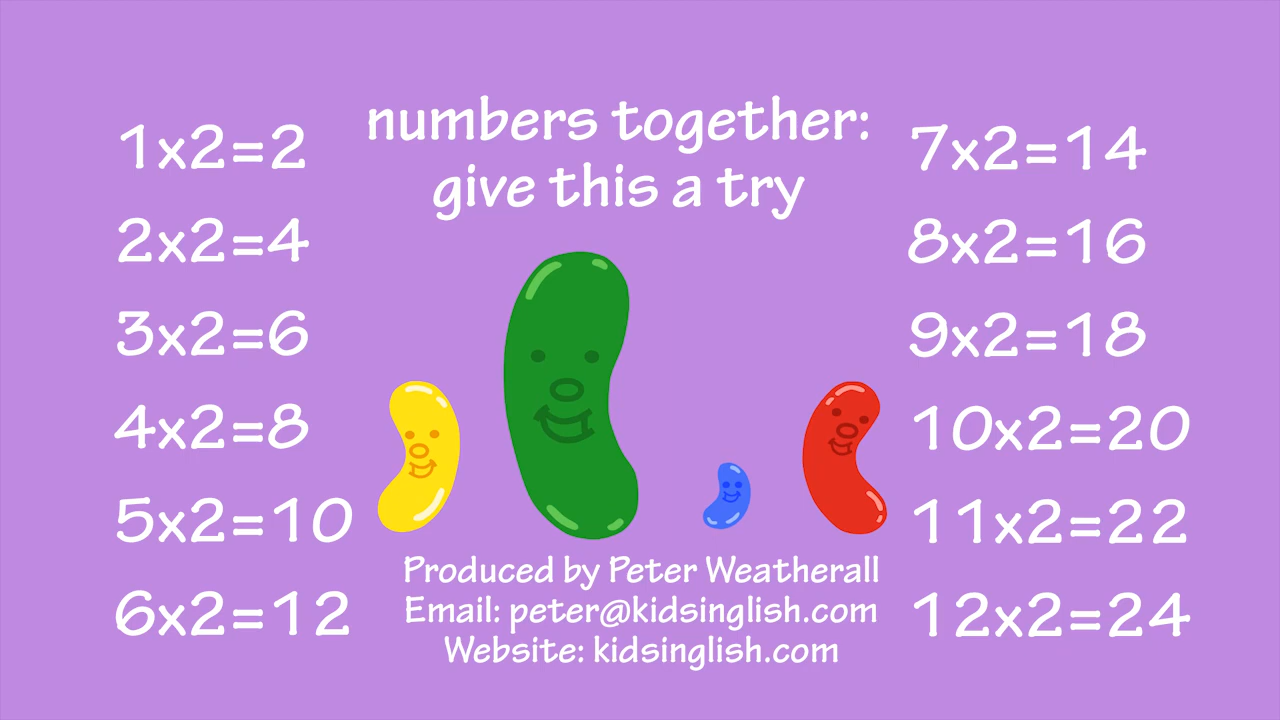 numbers together:
give this a try
1x2=2
2x2=4
3x2=6
4x2=8
5x2=10
6x2=12
7x2=14
8x2=16
9x2=18
10x2=20
11x2=22
12x2=24
Produced by Peter Weatherall
Email: peter@kidsinglish.com
Website: kidsinglish.com